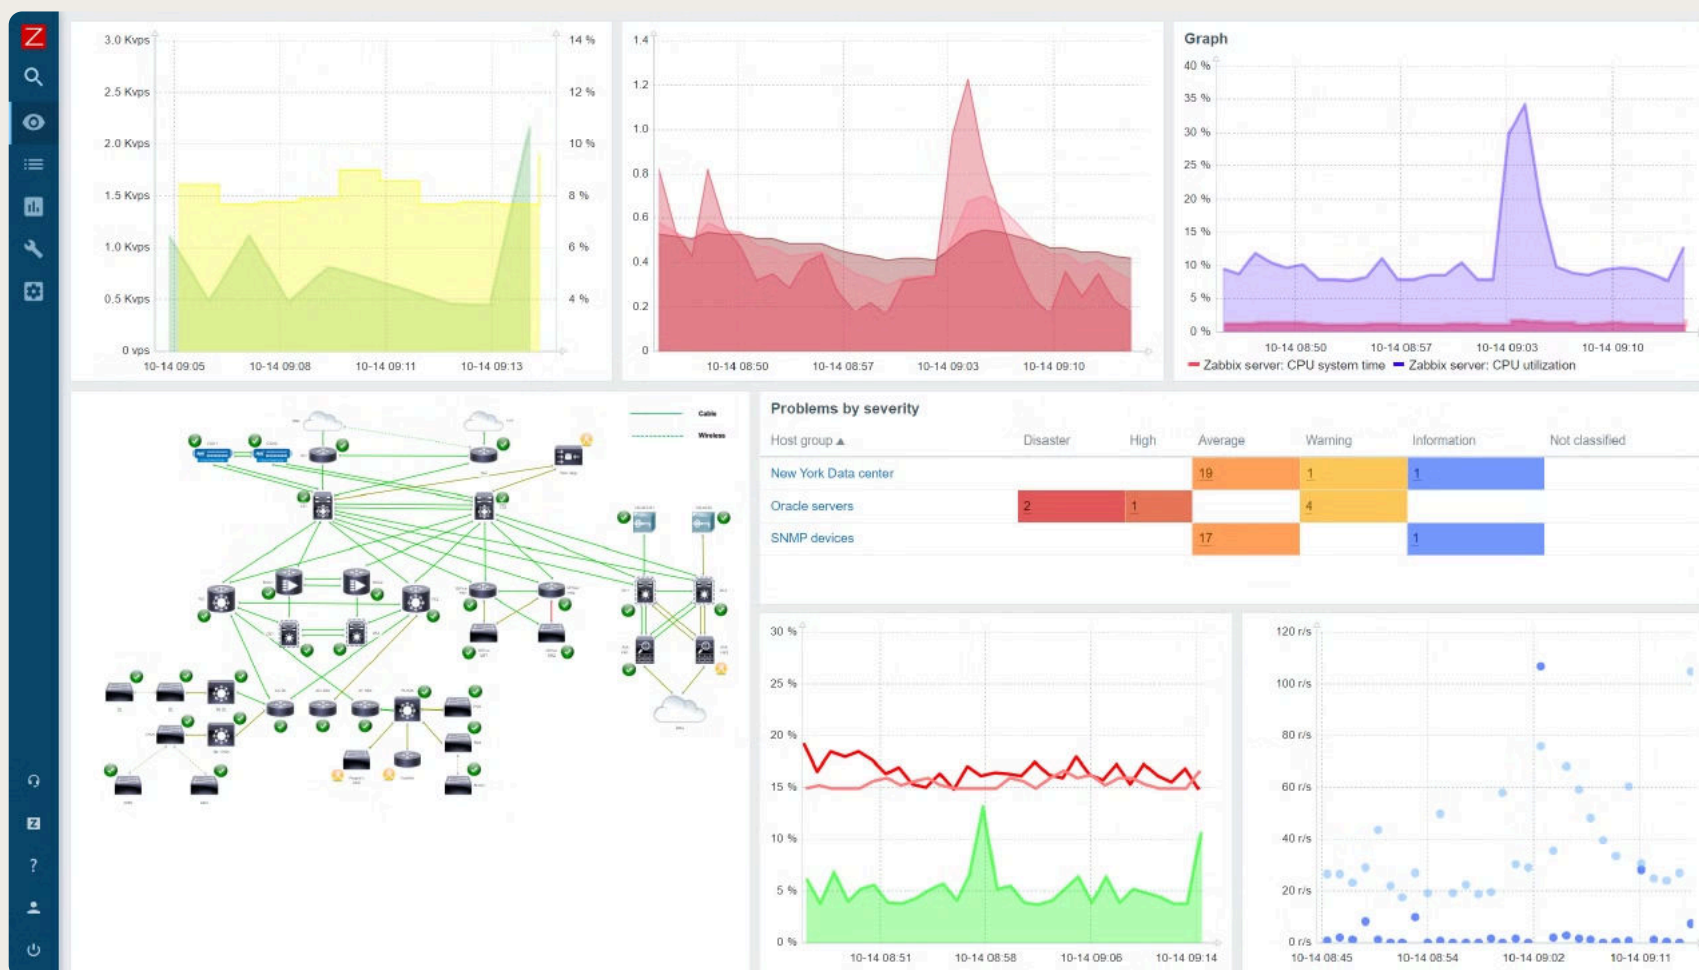 Z
3.0 Kvps
2.5 Kvps
2.0 Kvps
1.5 Kvps
1.0 Kvps
0.5 Kvps
0 vps
14 %
12 %
10 %
8 %
6 %
4 %
10-14 09:05 10-14 09:08 10-14 09:11 10-14 09:13
1.4
1.2
1.0
0.8
0.6
0.4
0.2
0
10-14 08:50 10-14 08:57 10-14 09:03 10-14 09:10
Graph
40 %
35 %
30 %
25 %
20 %
15 %
10 %
5 %
0 %
10-14 08:50 10-14 08:57 10-14 09:03 10-14 09:10
Zabbix server: CPU system time Zabbix server: CPU utilization
Cable
Wireless
Problems by severity
Host group ▲ Disaster High Average Warning Information Not classified
New York Data center 19 1 1
Oracle servers 2 1 4
SNMP devices 17 1
30 %
25 %
20 %
15 %
10 %
5 %
0 %
10-14 08:51 10-14 08:58 10-14 09:06 10-14 09:14
120 r/s
100 r/s
80 r/s
60 r/s
40 r/s
20 r/s
0 r/s
10-14 08:45 10-14 08:54 10-14 09:02 10-14 09:11
Z
?